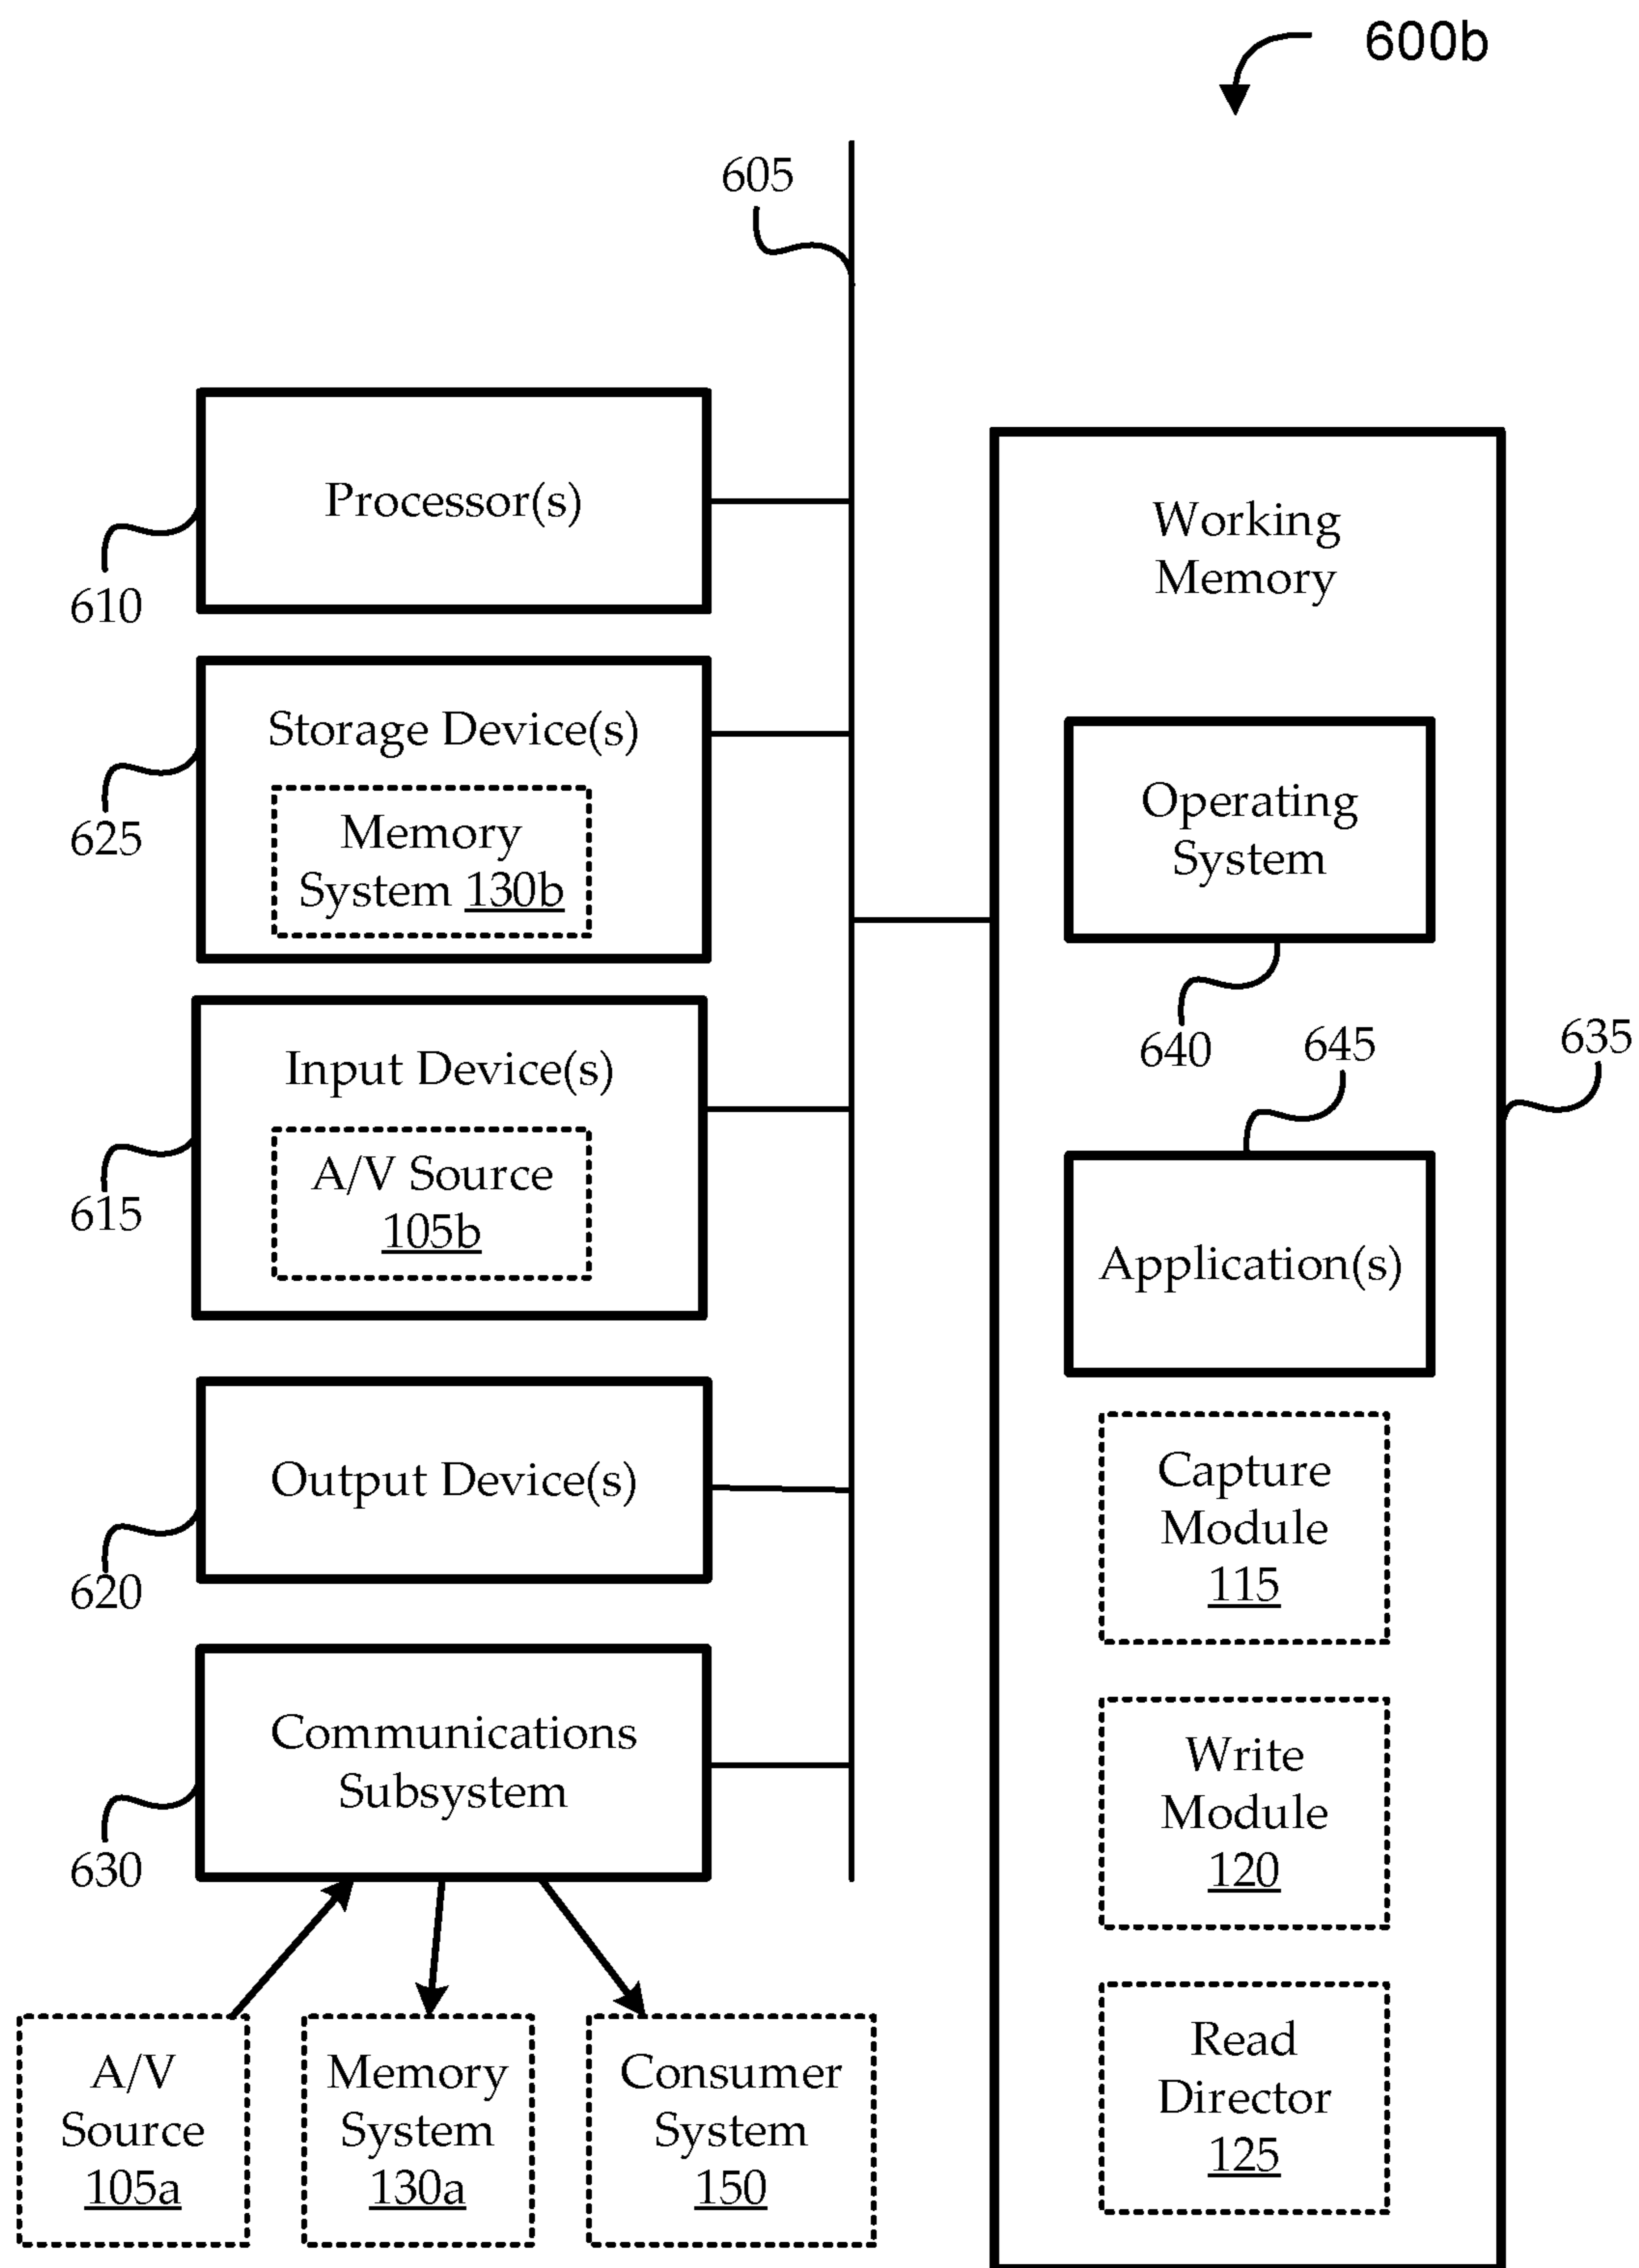 600b
605
Processor(s)
610
Storage Device(s)
Memory
System 130b
625
Input Device(s)
A/V Source
105b
615
Output Device(s)
620
Communications
Subsystem
630
A/V
Source
105a
Memory
System
130a
Consumer
System
150
Working
Memory
Operating
System
640
645
635
Application(s)
Capture
Module
115
Write
Module
120
Read
Director
125